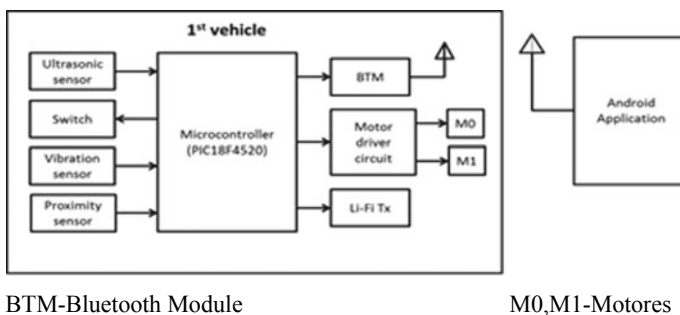 1st vehicle
Ultrasonic
sensor
Switch
Vibration
sensor
Proximity
sensor
Microcontroller
(PIC18F4520)
BTM
Motor
driver
circuit
M0
M1
Li-Fi Tx
Android
Application
BTM-Bluetooth Module
M0,M1-Motores